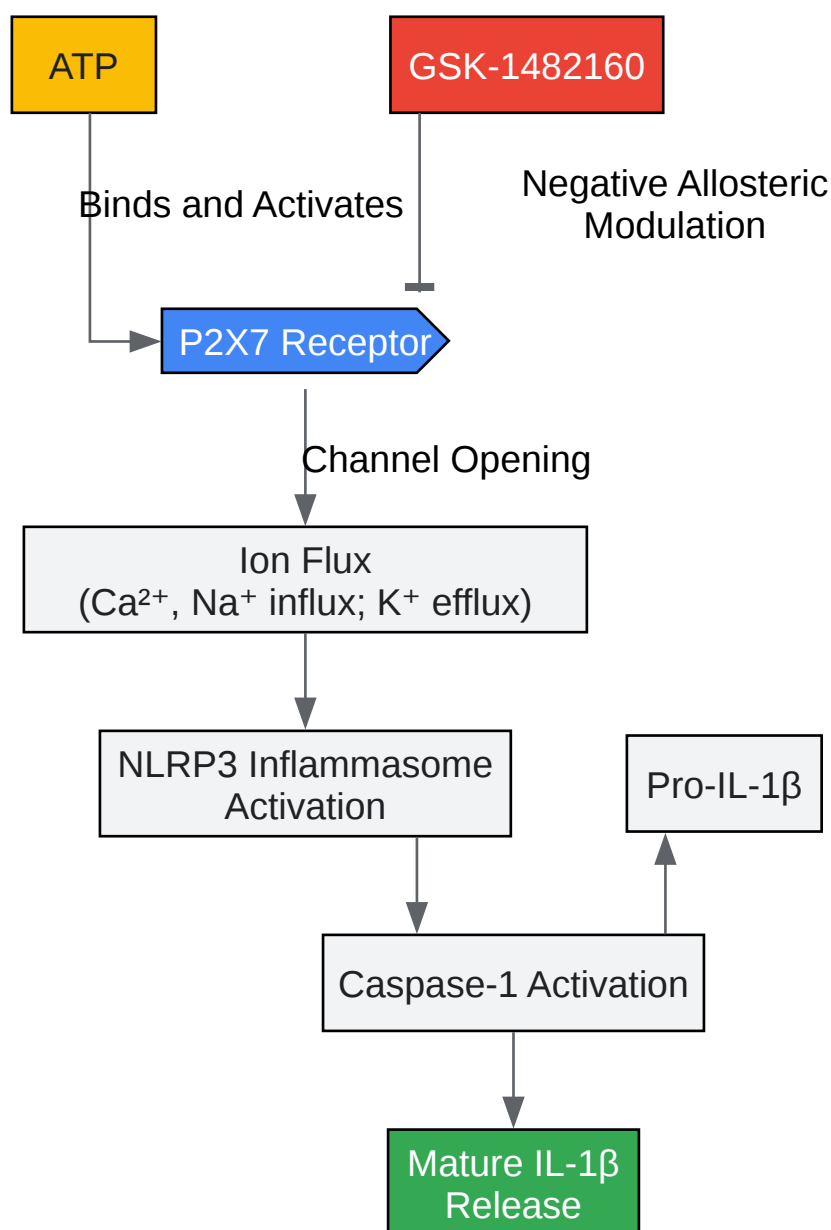 ATP
GSK-1482160
Binds and Activates
Negative Allosteric
Modulation
P2X7 Receptor
Channel Opening
Ion Flux
(Ca²⁺, Na⁺ influx; K⁺ efflux)
NLRP3 Inflammasome
Activation
Pro-IL-1β
Caspase-1 Activation
Mature IL-1β
Release